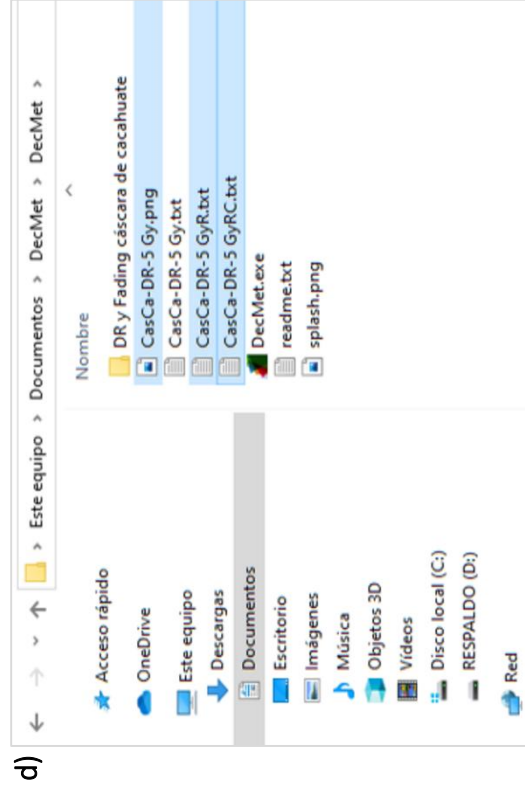 d)
Este equipo > Documentos > DecMet > DecMet >
Acceso rápido
OneDrive
Este equipo
Descargas
Documentos
Escritorio
Imágenes
Música
Objetos 3D
Vídeos
Disco local (C:)
RESPALDO (D:)
Red
Nombre
DR y Fading cáscara de cacahuate
CasCa-DR-5 Gy.png
CasCa-DR-5 Gy.txt
CasCa-DR-5 GyR.txt
CasCa-DR-5 GyRC.txt
DecMet.exe
readme.txt
splash.png